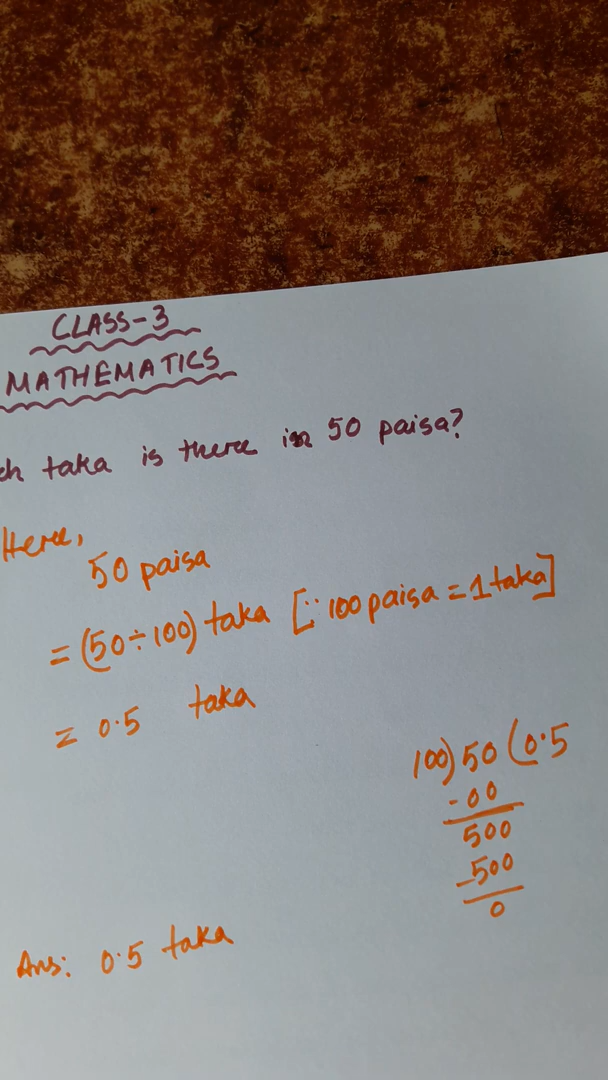 CLASS-3
MATHEMATICS
ch taka is there in 50 paisa?
Here,
50 paisa
= (50÷100) taka [∵ 100 paisa = 1 taka]
= 0.5 taka
100) 50 (0.5
-00
500
-500
0
Ans: 0.5 taka